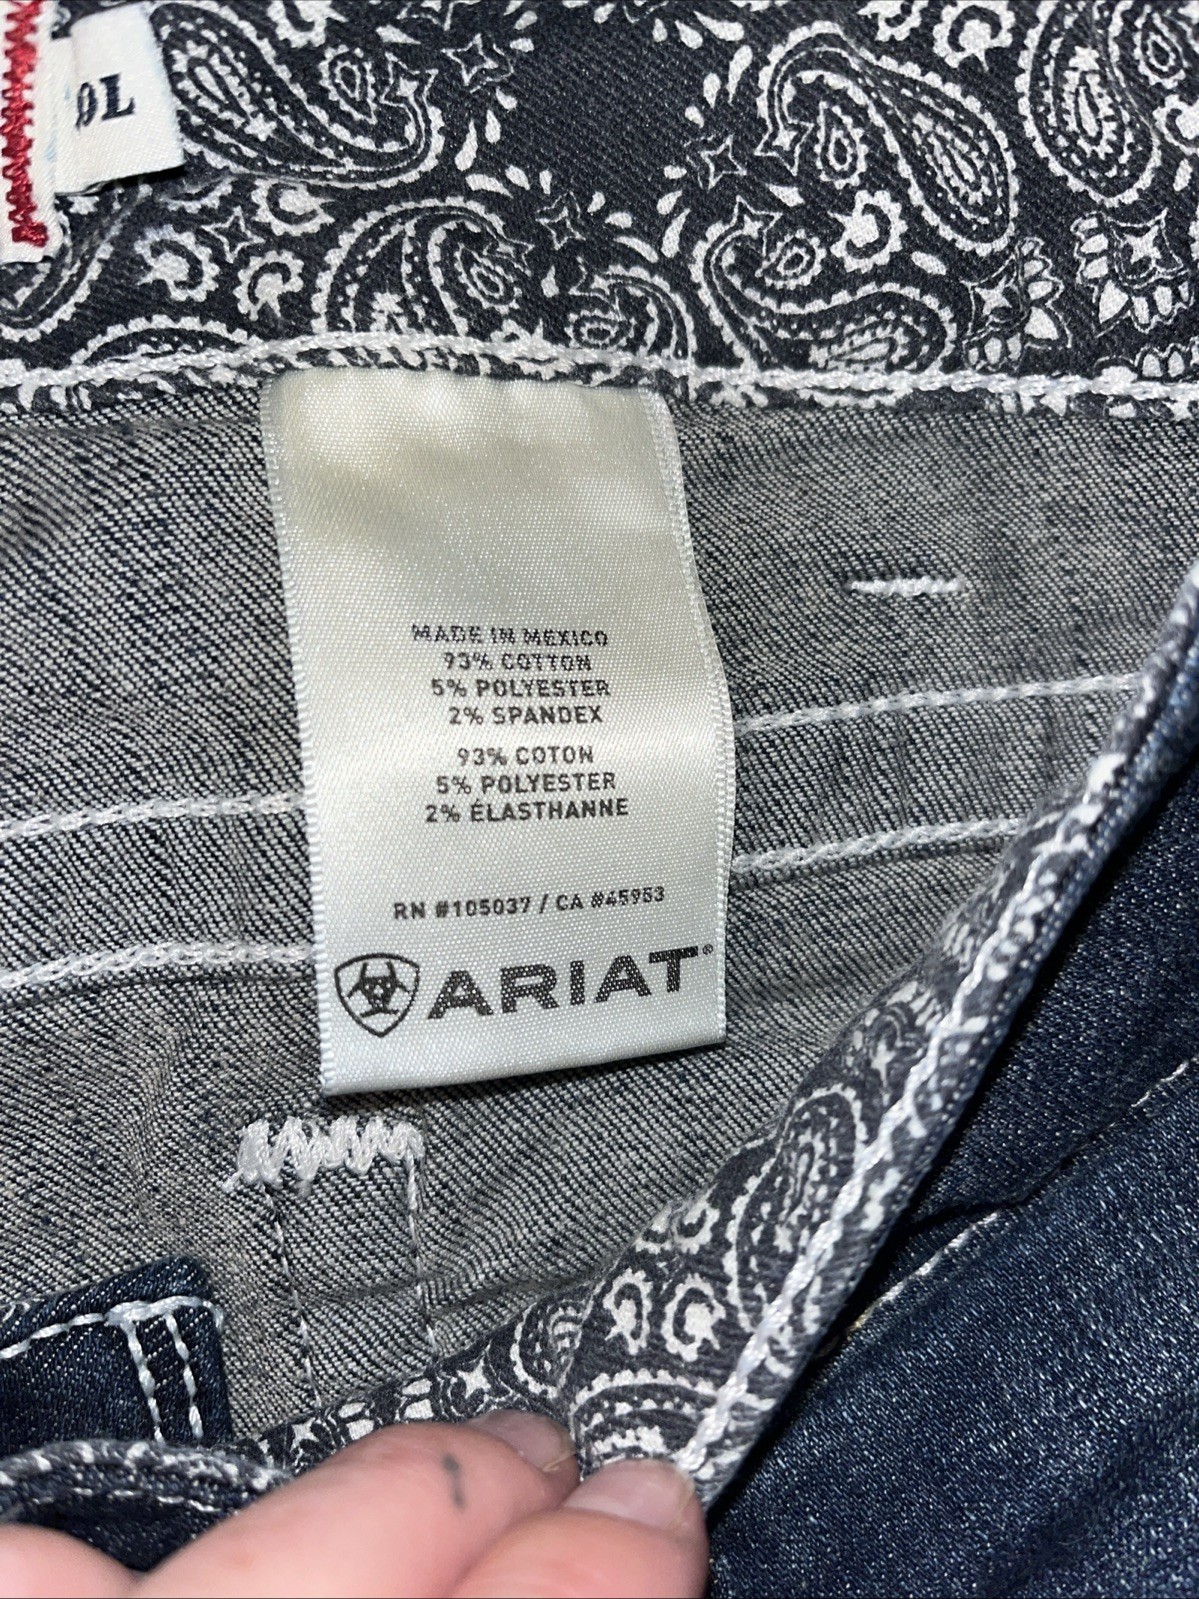 0L
MADE IN MEXICO
93% COTTON
5% POLYESTER
2% SPANDEX
93% COTON
5% POLYESTER
2% ÉLASTHANNE
RN #105037 / CA #45953
ARIAT®